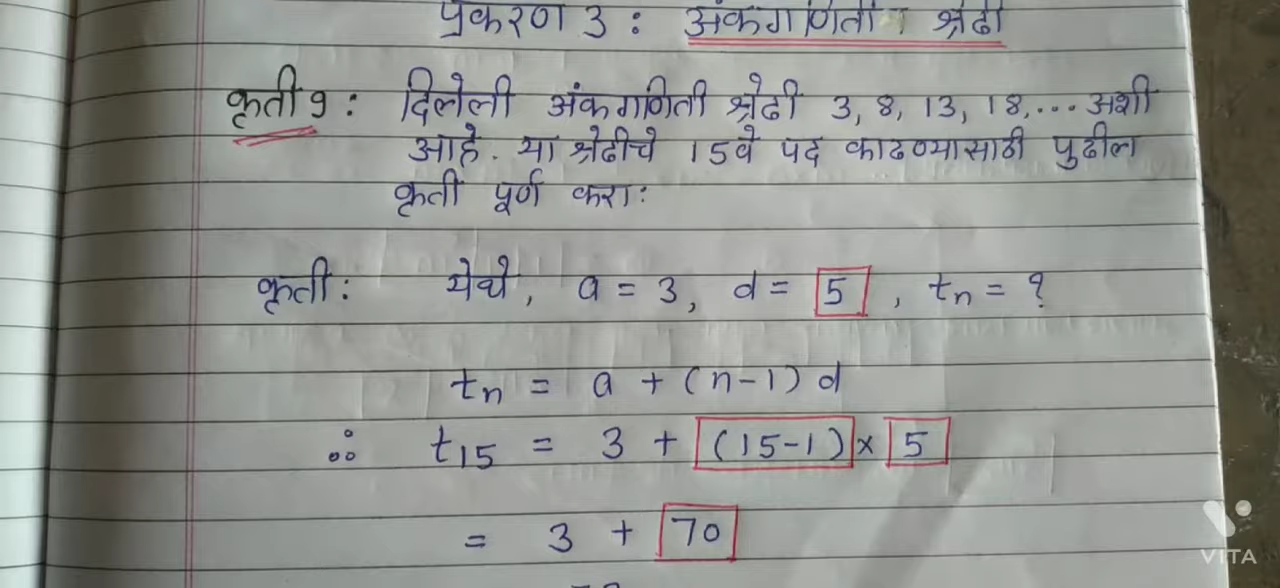 प्रकरण 3 : अंकगणिती श्रेढी
कृती १ : दिलेली अंकगणिती श्रेढी 3, 8, 13, 18,... अशी
आहे. या श्रेढीचे 15वे पद काढण्यासाठी पुढील
कृती पूर्ण करा:
कृती : येथे, a = 3, d = 5 , tn = ?
tn = a + (n-1) d
∴ t15 = 3 + (15-1) × 5
= 3 + 70
VITA